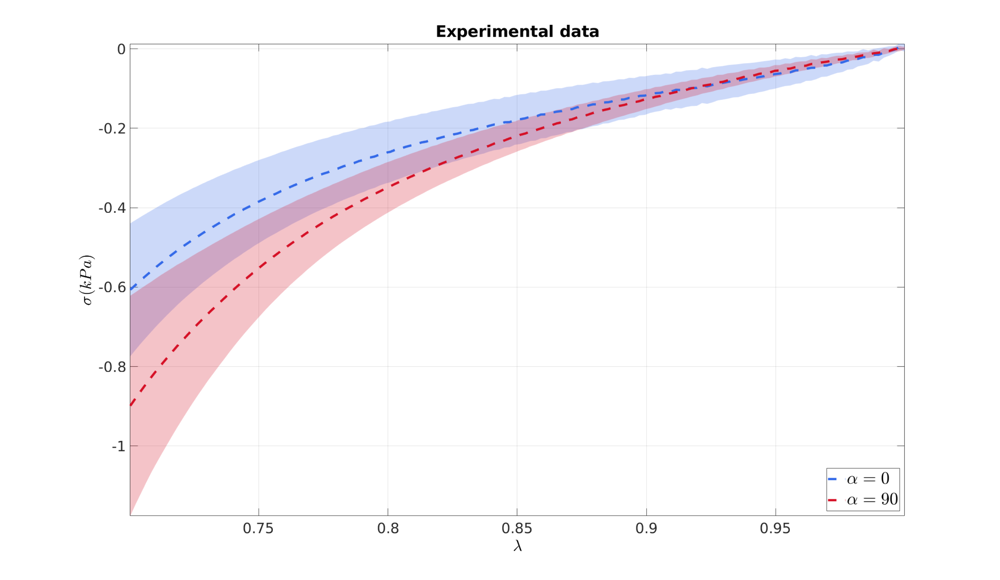 Experimental data
0
-0.2
-0.4
-0.6
-0.8
-1
σ(kPa)
0.75
0.8
0.85
0.9
0.95
λ
α = 0
α = 90